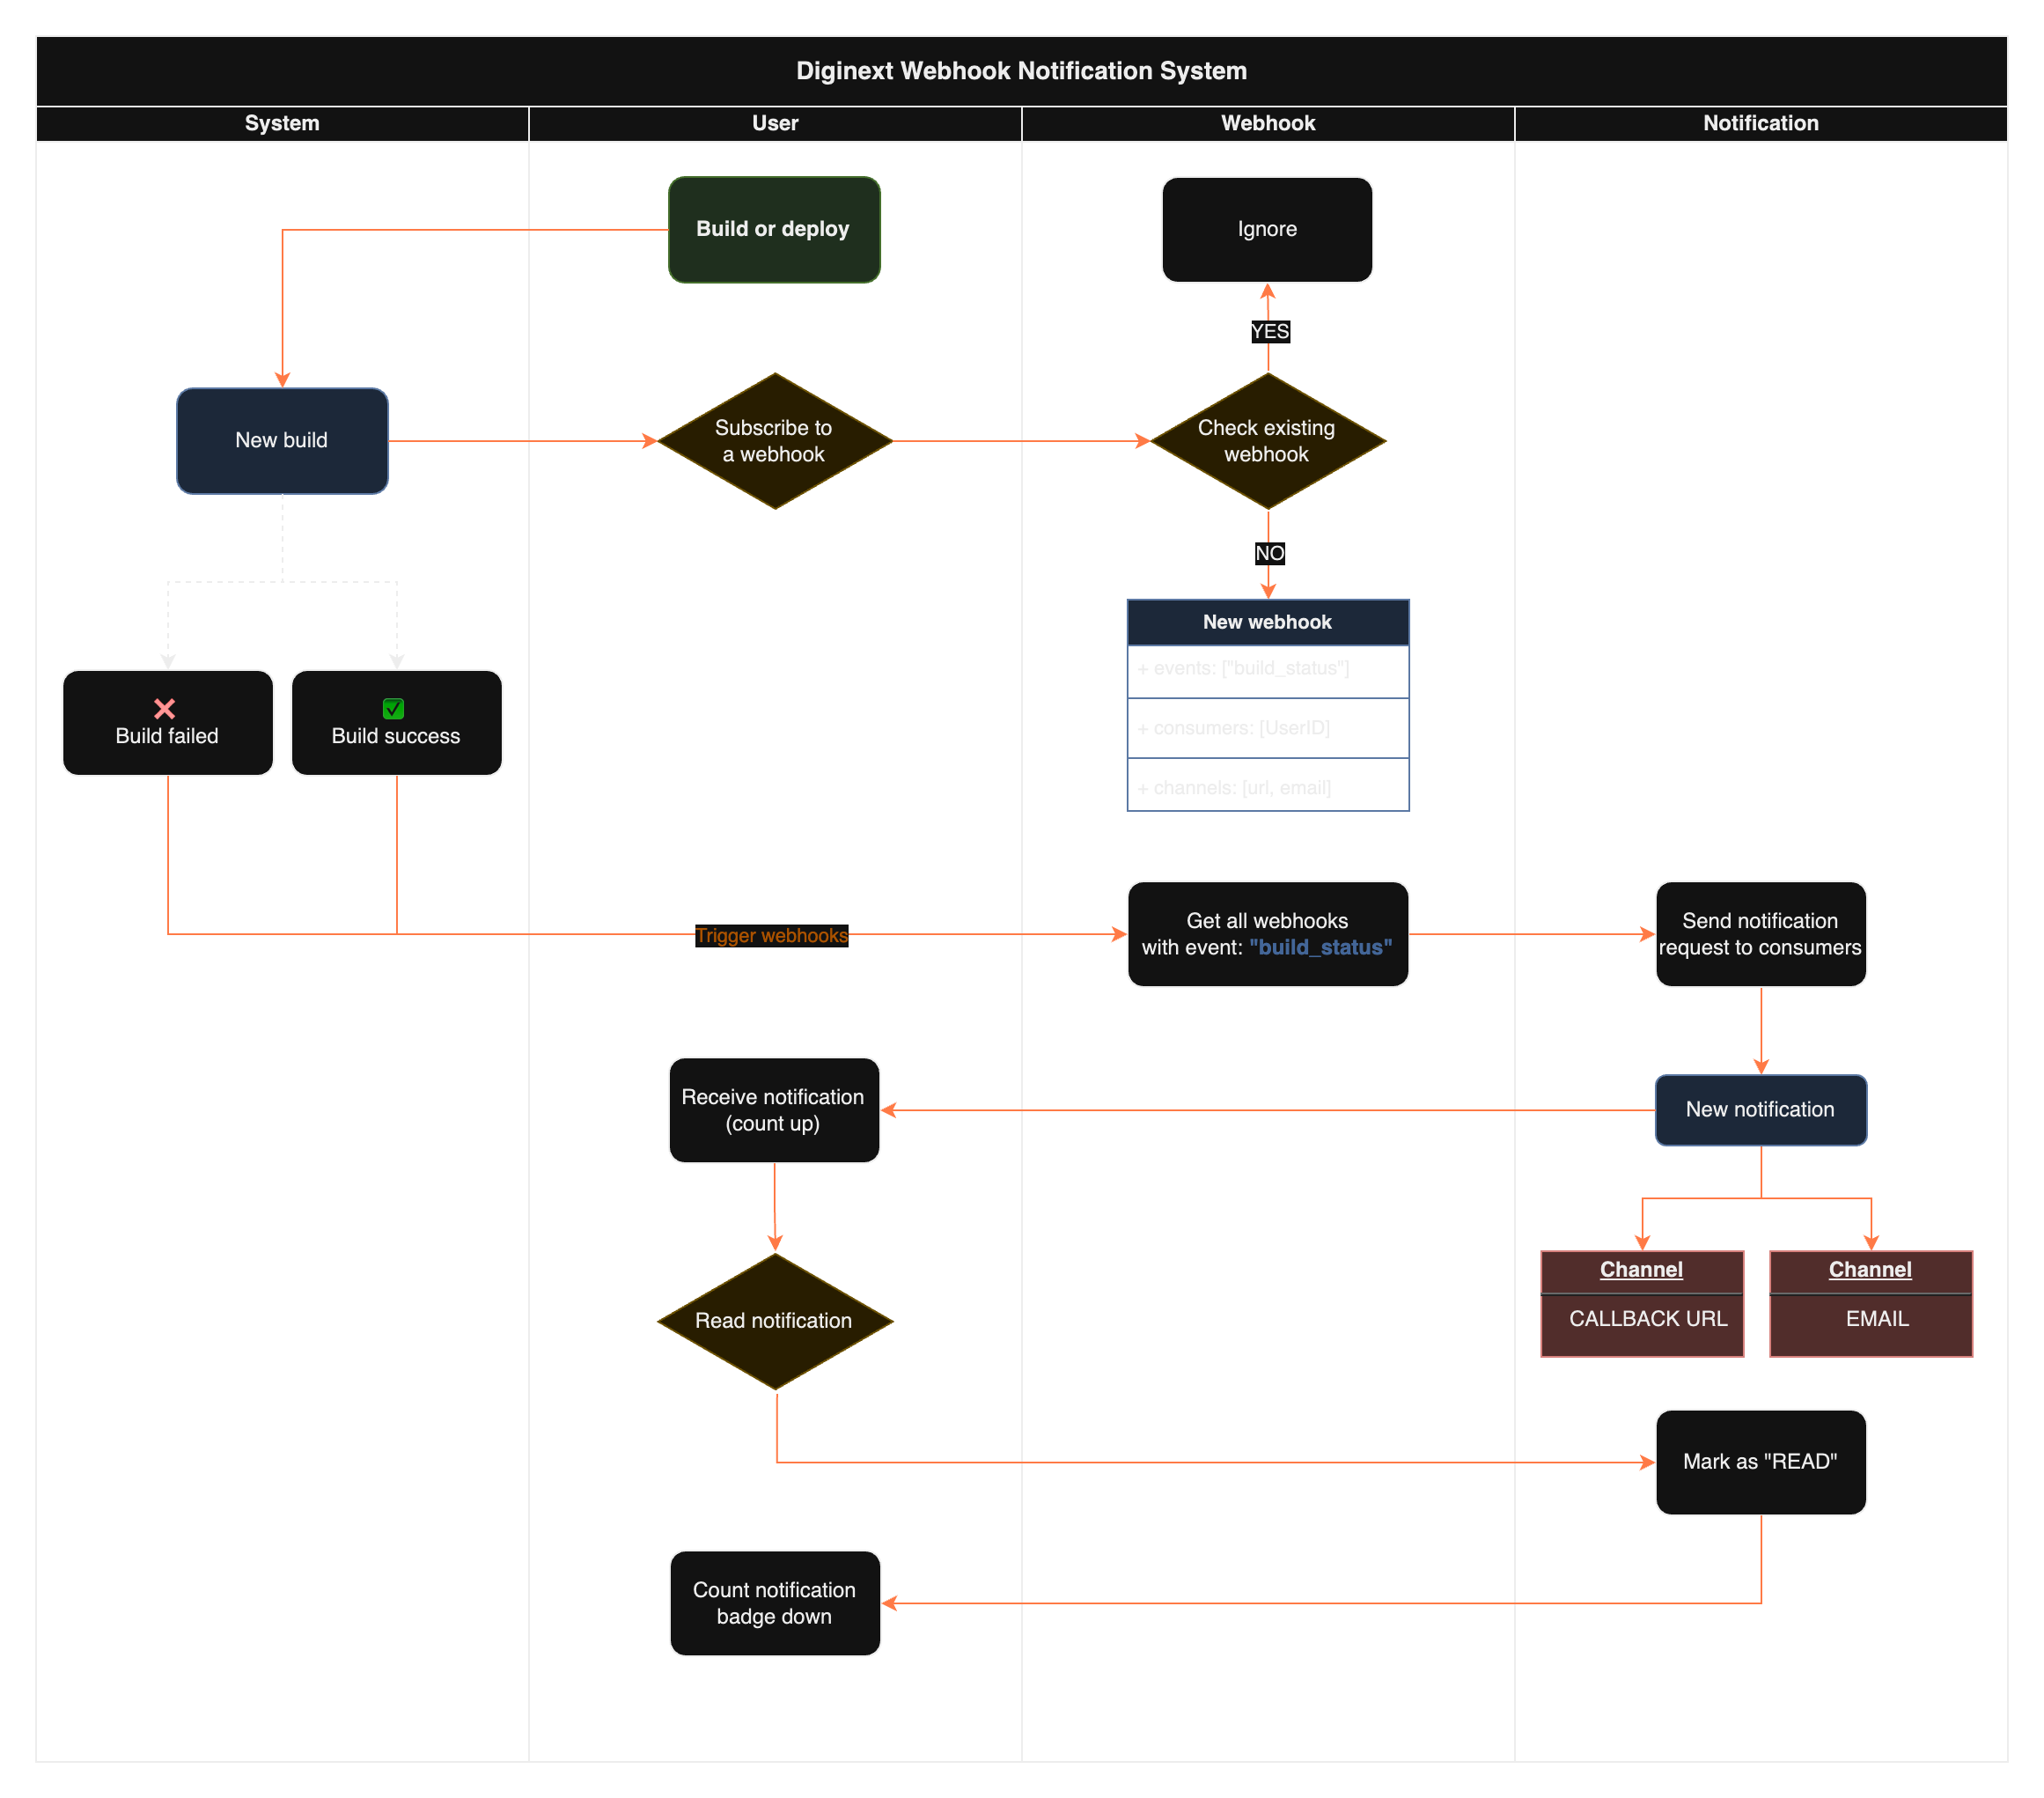 Diginext Webhook Notification System
System
User
Webhook
Notification
Build or deploy
Ignore
YES
New build
Subscribe to
a webhook
Check existing
webhook
NO
New webhook
+ events: ["build_status"]
+ consumers: [UserID]
+ channels: [url, email]
Build failed
Build success
Trigger webhooks
Get all webhooks
with event: "build_status"
Send notification
request to consumers
Receive notification
(count up)
New notification
Channel
CALLBACK URL
Channel
EMAIL
Read notification
Mark as "READ"
Count notification
badge down